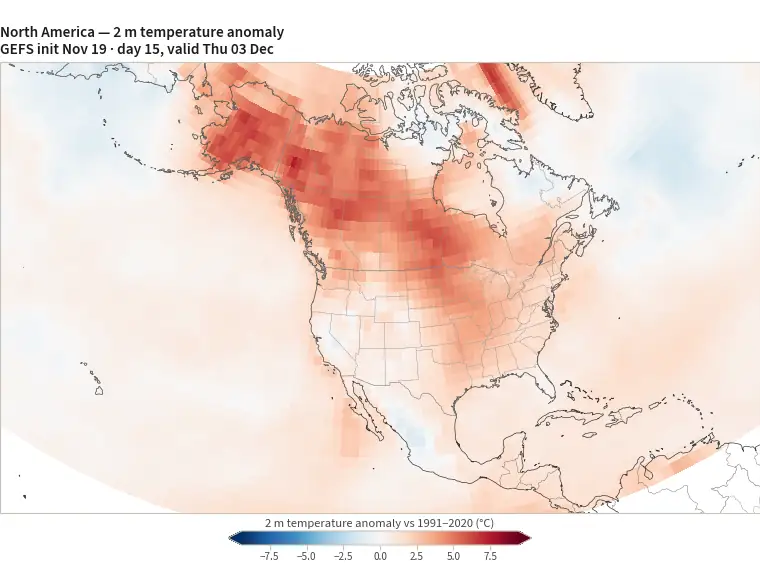 North America — 2 m temperature anomaly
GEFS init Nov 19 · day 15, valid Thu 03 Dec
2 m temperature anomaly vs 1991–2020 (°C)
−7.5 −5.0 −2.5 0.0 2.5 5.0 7.5